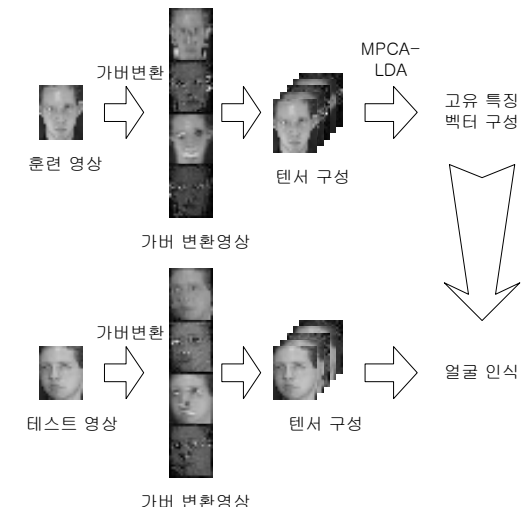 MPCA-
LDA
가버변환
고유 특징
벡터 구성
훈련 영상
텐서 구성
가버 변환영상
가버변환
얼굴 인식
테스트 영상
텐서 구성
가버 변환영상